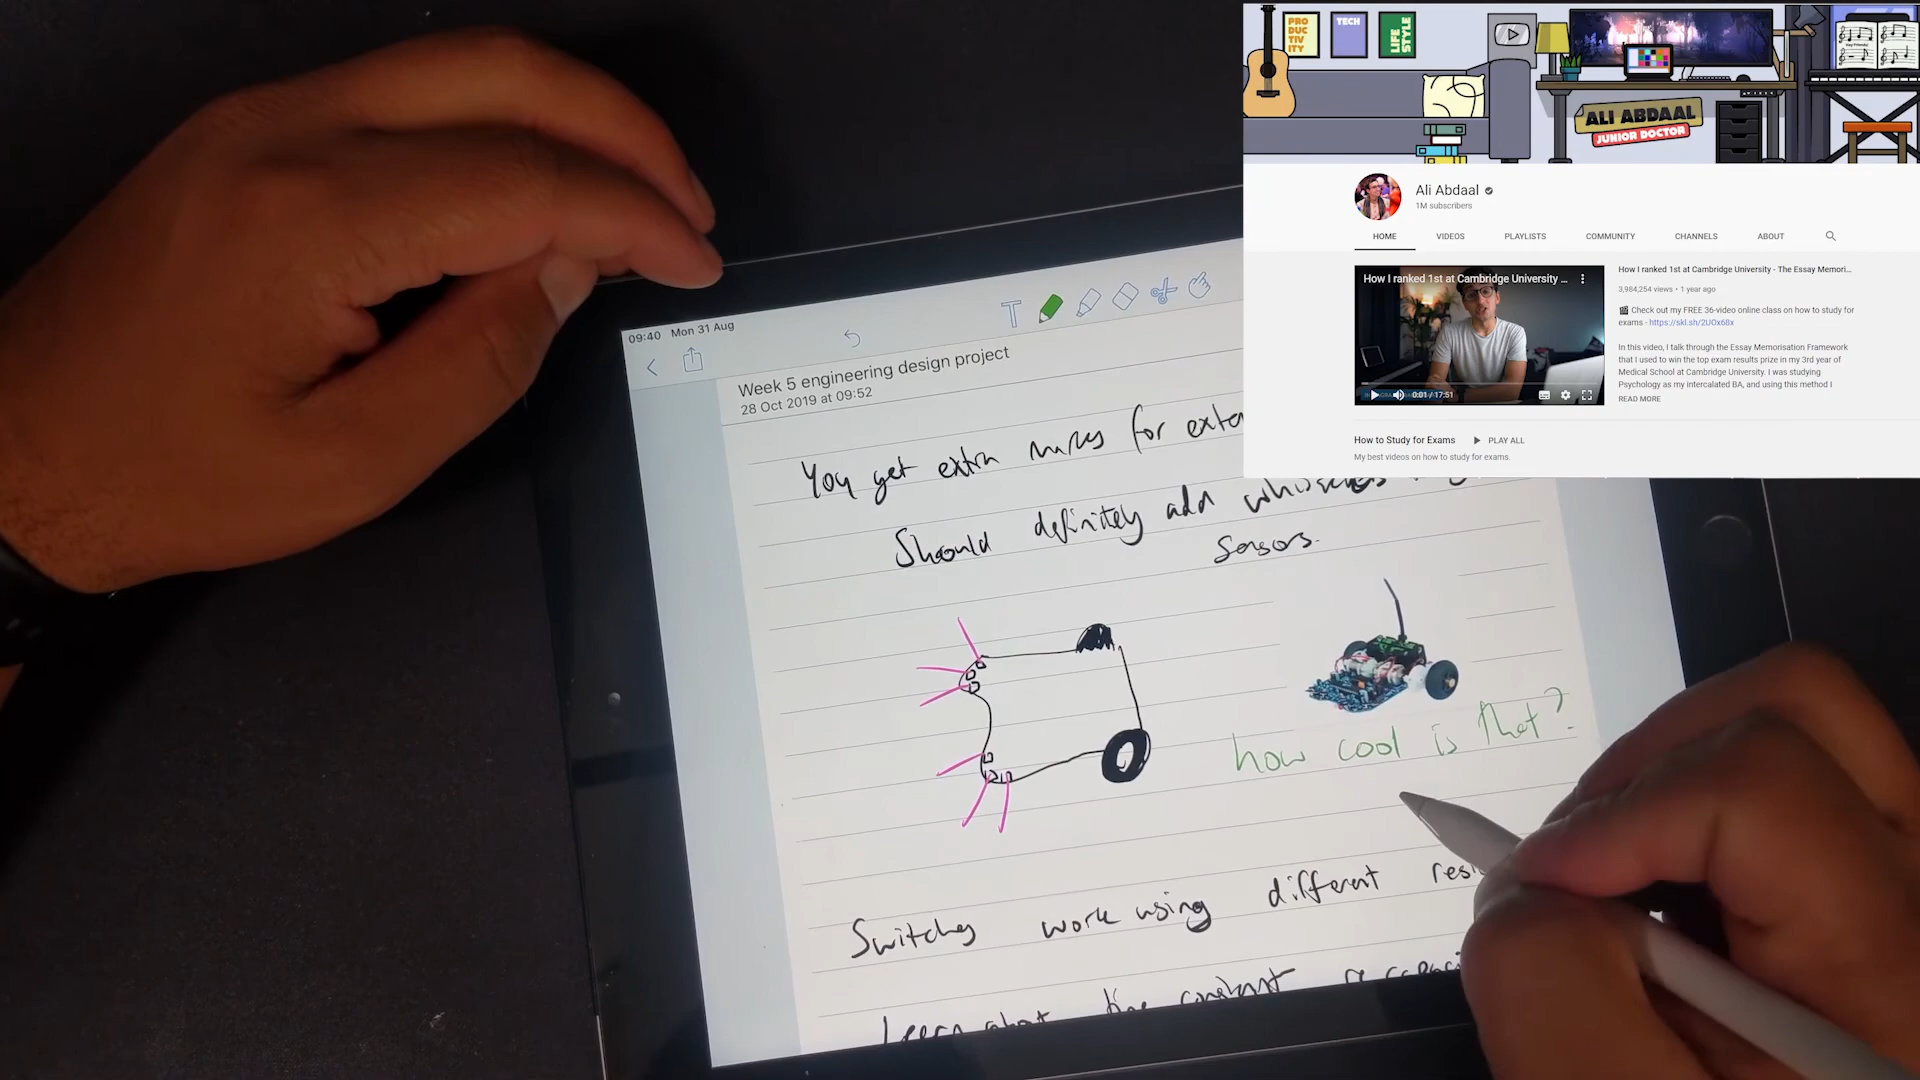 PRO
DUC
TIV
ITY
TECH
LIFE
STYLE
ALI ABDAAL
JUNIOR DOCTOR
Ali Abdaal
1M subscribers
HOME VIDEOS PLAYLISTS COMMUNITY CHANNELS ABOUT
How I ranked 1st at Cambridge University ...
0:01 / 17:51
How I ranked 1st at Cambridge University - The Essay Memori...
3,984,254 views • 1 year ago
Check out my FREE 36-video online class on how to study for
exams - https://skl.sh/2UOx68x
In this video, I talk through the Essay Memorisation Framework
that I used to win the top exam results prize in my 3rd year of
Medical School at Cambridge University. I was studying
Psychology as my intercalated BA, and using this method I
READ MORE
How to Study for Exams PLAY ALL
My best videos on how to study for exams.
09:40 Mon 31 Aug
T
Week 5 engineering design project
28 Oct 2019 at 09:52
You get extra marks for
Should definitely add
sensors.
how cool is that?
Switches work using different
Learn about time constant